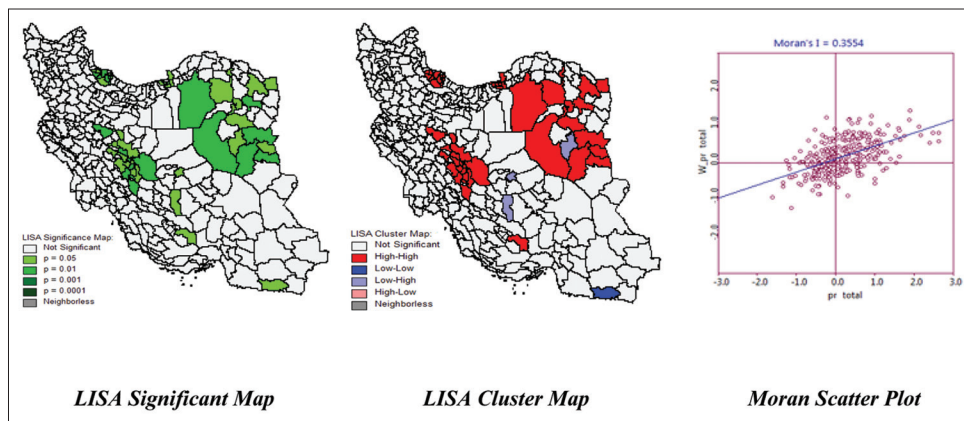 LISA Significance Map:
Not Significant
p = 0.05
p = 0.01
p = 0.001
p = 0.0001
Neighborless
LISA Significant Map
LISA Cluster Map:
Not Significant
High-High
Low-Low
Low-High
High-Low
Neighborless
LISA Cluster Map
Moran's I = 0.3554
W_pr total
2.0
1.0
0.0
-1.0
-2.0
-3.0 -2.0 -1.0 0.0 1.0 2.0 3.0
pr total
Moran Scatter Plot